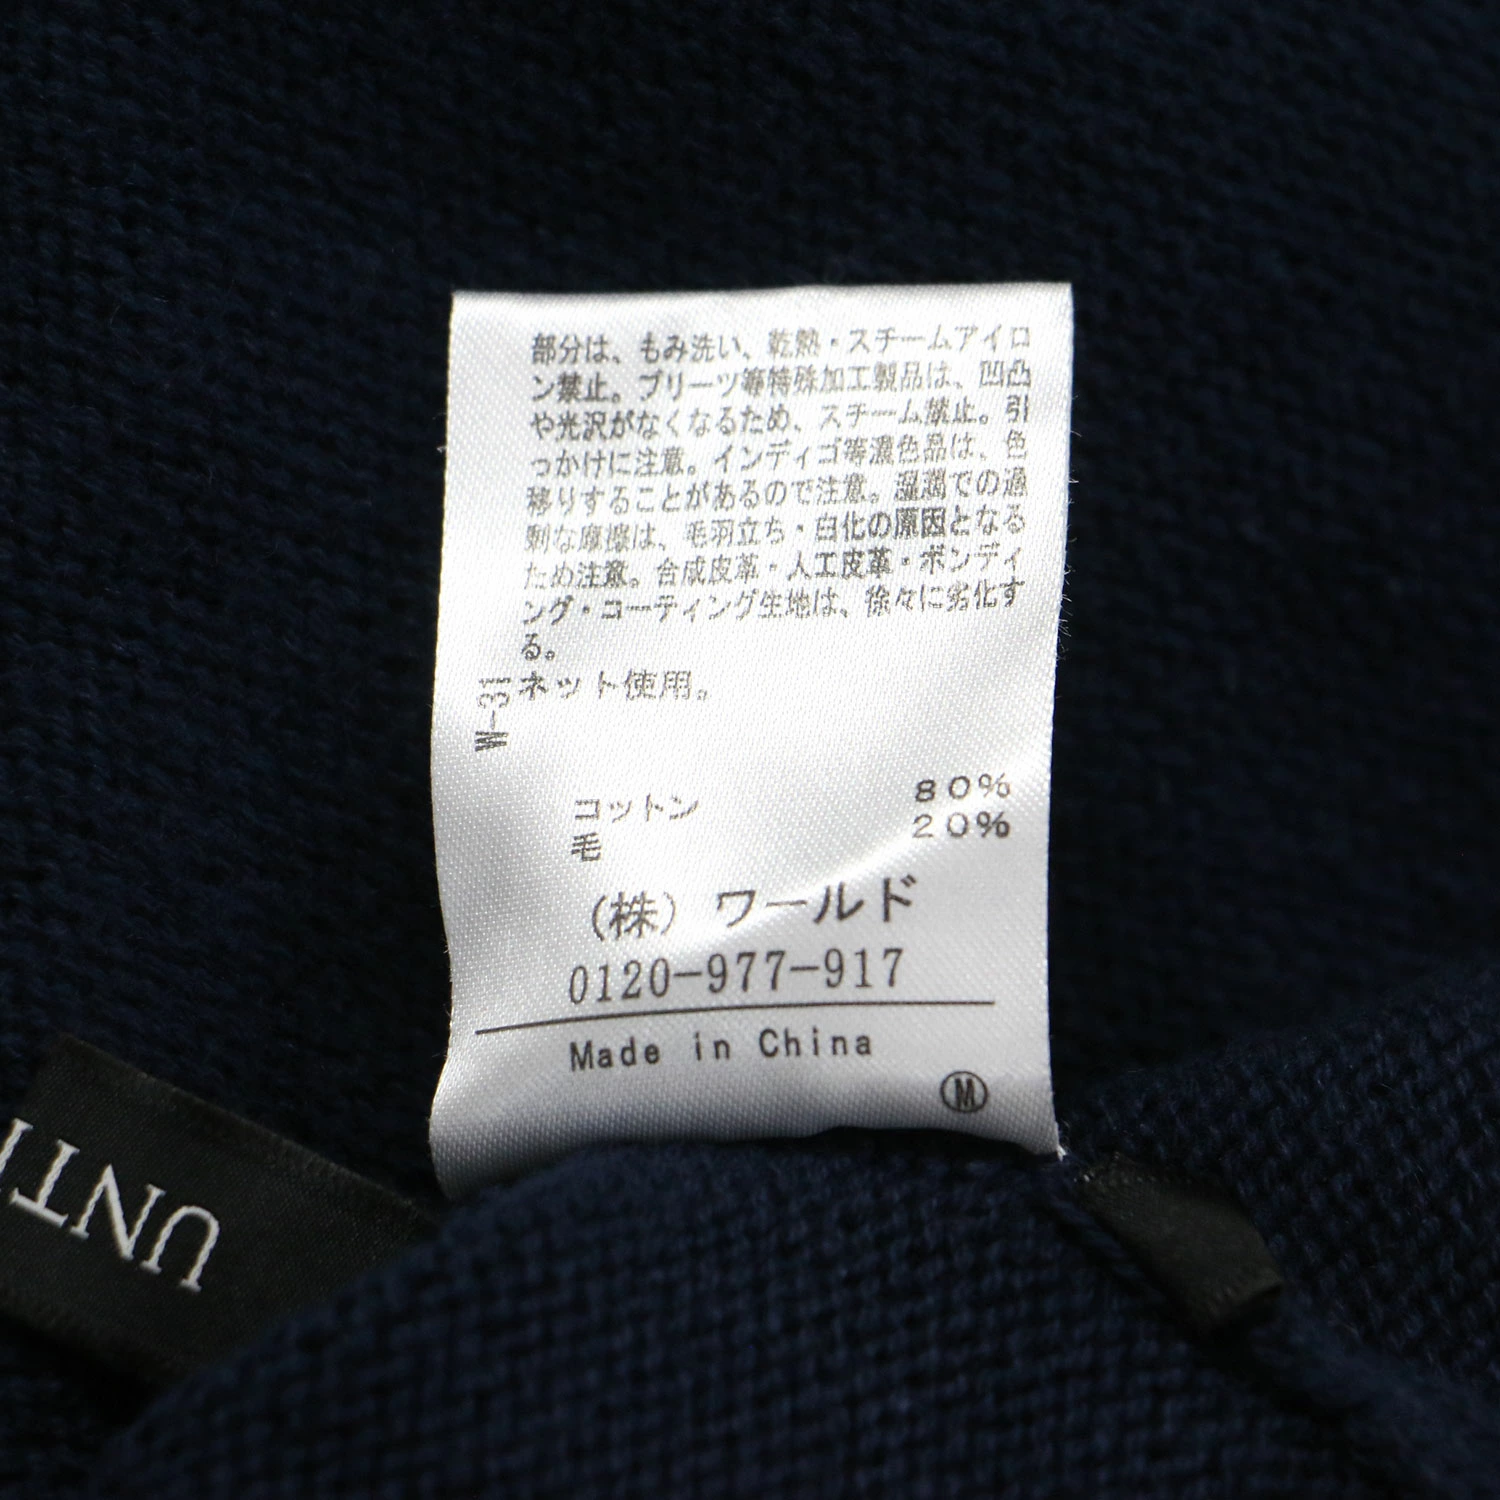 部分は、もみ洗い、乾熱・スチームアイロ
ン禁止。プリーツ等特殊加工製品は、凹凸
や光沢がなくなるため、スチーム禁止。引
っかけに注意。インディゴ等濃色品は、色
移りすることがあるので注意。湿潤での過
剰な摩擦は、毛羽立ち・白化の原因となる
ため注意。合成皮革・人工皮革・ボンディ
ング・コーティング生地は、徐々に劣化す
る。
ネット使用。
W-31
コットン 80%
毛 20%
(株) ワールド
0120-977-917
Made in China
M
UNTI